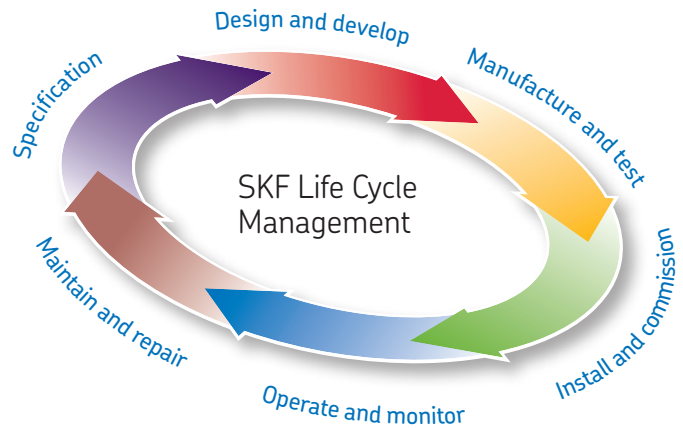 Design and develop
Manufacture and test
Install and commission
Operate and monitor
Maintain and repair
Specification
SKF Life Cycle
Management